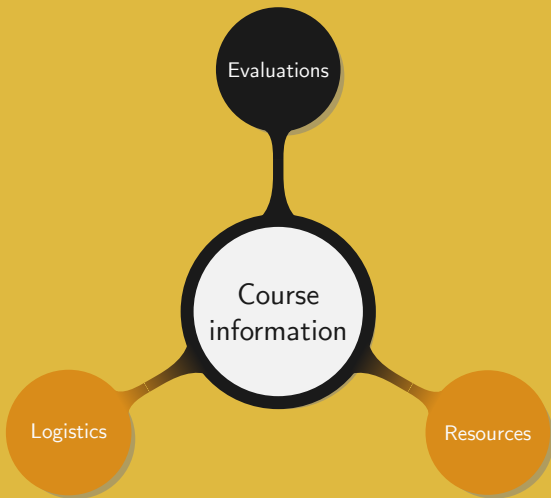 Evaluations
Course
information
Logistics
Resources